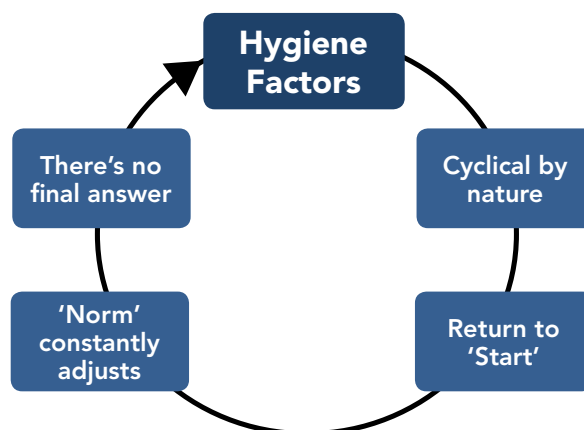 Hygiene
Factors
Cyclical by
nature
Return to
‘Start’
‘Norm’
constantly
adjusts
There’s no
final answer